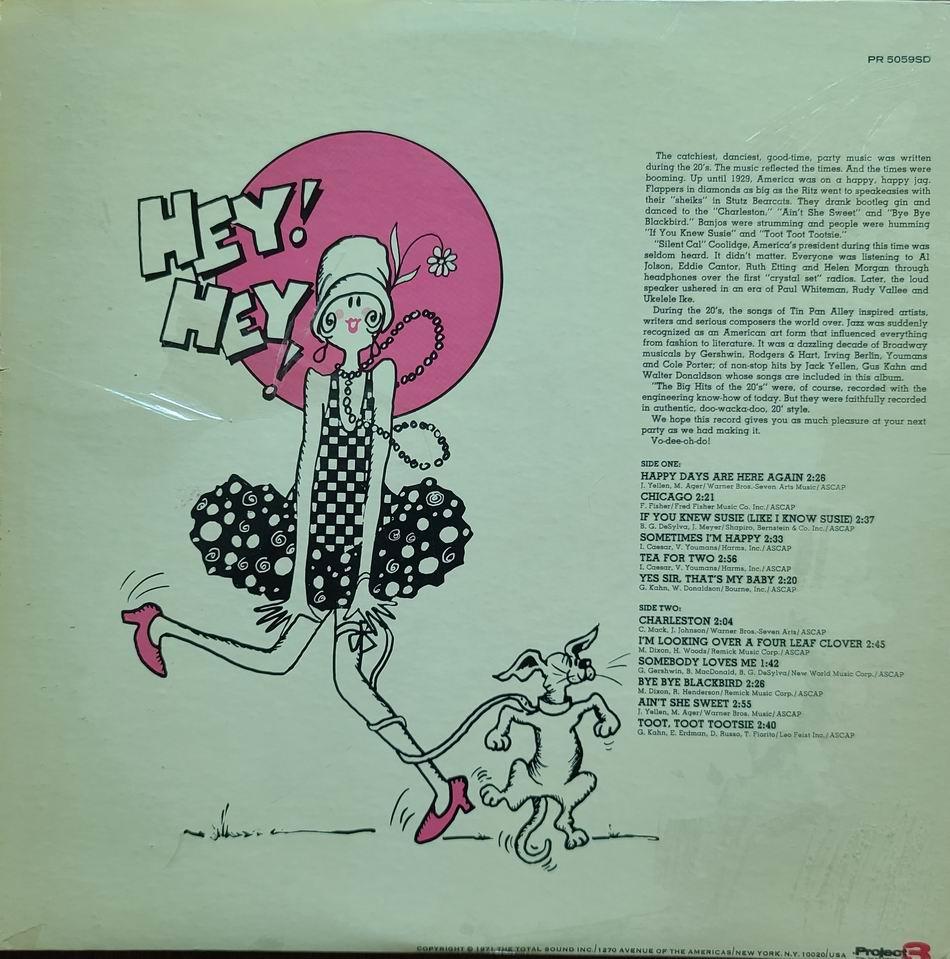 PR 5059SD
HEY!
HEY,
The catchiest, danciest, good-time, party music was written
during the 20's. The music reflected the times. And the times were
booming. Up until 1929, America was on a happy, happy jag.
Flappers in diamonds as big as the Ritz went to speakeasies with
their "sheiks" in Stutz Bearcats. They drank bootleg gin and
danced to the "Charleston," "Ain't She Sweet" and "Bye Bye
Blackbird." Banjos were strumming and people were humming
"If You Knew Susie" and "Toot Toot Tootsie."
"Silent Cal" Coolidge, America's president during this time was
seldom heard. It didn't matter. Everyone was listening to Al
Jolson, Eddie Cantor, Ruth Etting and Helen Morgan through
headphones over the first "crystal set" radios. Later, the loud
speaker ushered in an era of Paul Whiteman, Rudy Vallee and
Ukelele Ike.
During the 20's, the songs of Tin Pan Alley inspired artists,
writers and serious composers the world over. Jazz was suddenly
recognized as an American art form that influenced everything
from fashion to literature. It was a dazzling decade of Broadway
musicals by Gershwin, Rodgers & Hart, Irving Berlin, Youmans
and Cole Porter; of non-stop hits by Jack Yellen, Gus Kahn and
Walter Donaldson whose songs are included in this album.
"The Big Hits of the 20's" were, of course, recorded with the
engineering know-how of today. But they were faithfully recorded
in authentic, doo-wacka-doo, 20' style.
We hope this record gives you as much pleasure at your next
party as we had making it.
Vo-dee-oh-do!
SIDE ONE:
HAPPY DAYS ARE HERE AGAIN 2:26
J. Yellen, M. Ager/Warner Bros.-Seven Arts Music/ASCAP
CHICAGO 2:21
F. Fisher/Fred Fisher Music Co. Inc./ASCAP
IF YOU KNEW SUSIE (LIKE I KNOW SUSIE) 2:37
B. G. DeSylva, J. Meyer/Shapiro, Bernstein & Co. Inc./ASCAP
SOMETIMES I'M HAPPY 2:33
I. Caesar, V. Youmans/Harms, Inc./ASCAP
TEA FOR TWO 2:56
I. Caesar, V. Youmans/Harms, Inc./ASCAP
YES SIR, THAT'S MY BABY 2:20
G. Kahn, W. Donaldson/Bourne, Inc./ASCAP
SIDE TWO:
CHARLESTON 2:04
C. Mack, J. Johnson/Warner Bros.-Seven Arts/ASCAP
I'M LOOKING OVER A FOUR LEAF CLOVER 2:45
M. Dixon, H. Woods/Remick Music Corp./ASCAP
SOMEBODY LOVES ME 1:42
G. Gershwin, B. MacDonald, B. G. DeSylva/New World Music Corp./ASCAP
BYE BYE BLACKBIRD 2:26
M. Dixon, R. Henderson/Remick Music Corp./ASCAP
AIN'T SHE SWEET 2:55
J. Yellen, M. Ager/Warner Bros. Music/ASCAP
TOOT, TOOT TOOTSIE 2:40
G. Kahn, E. Erdman, D. Russo, T. Fiorito/Leo Feist Inc./ASCAP
COPYRIGHT © 1971 THE TOTAL SOUND INC./1270 AVENUE OF THE AMERICAS/NEW YORK, N.Y. 10020/USA Project 3